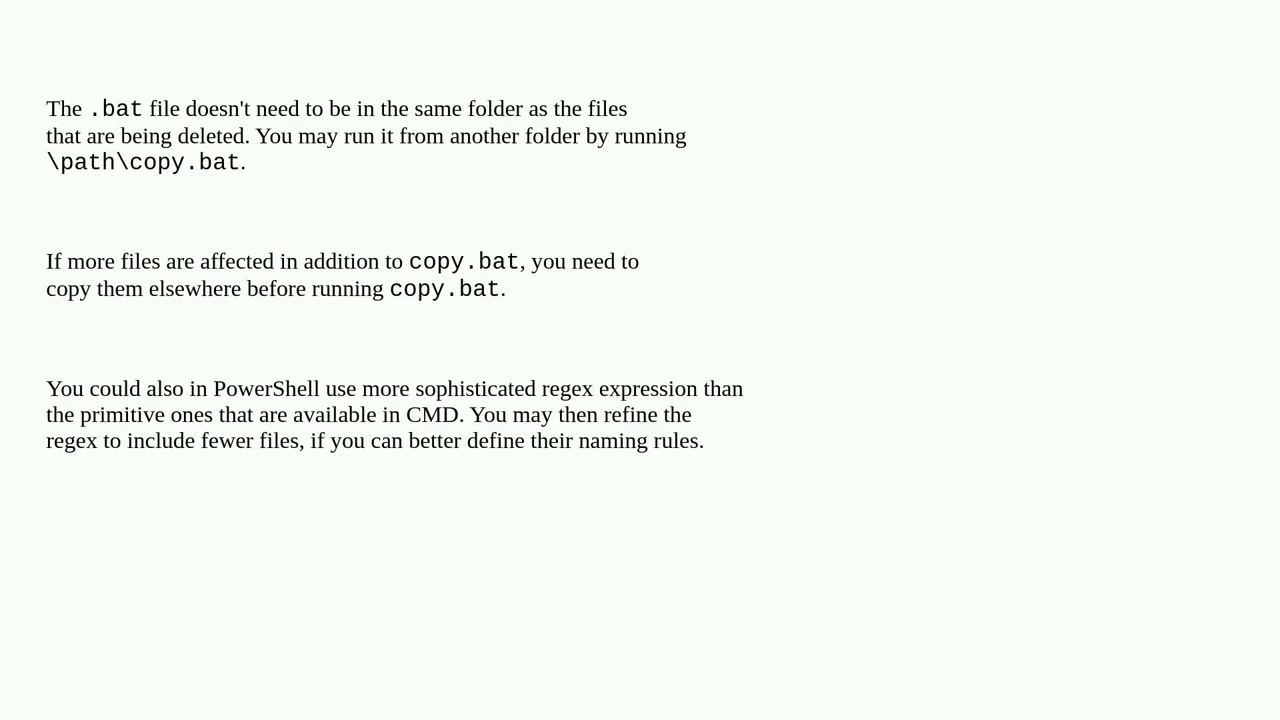 The .bat file doesn't need to be in the same folder as the files
that are being deleted. You may run it from another folder by running
\path\copy.bat.
If more files are affected in addition to copy.bat, you need to
copy them elsewhere before running copy.bat.
You could also in PowerShell use more sophisticated regex expression than
the primitive ones that are available in CMD. You may then refine the
regex to include fewer files, if you can better define their naming rules.